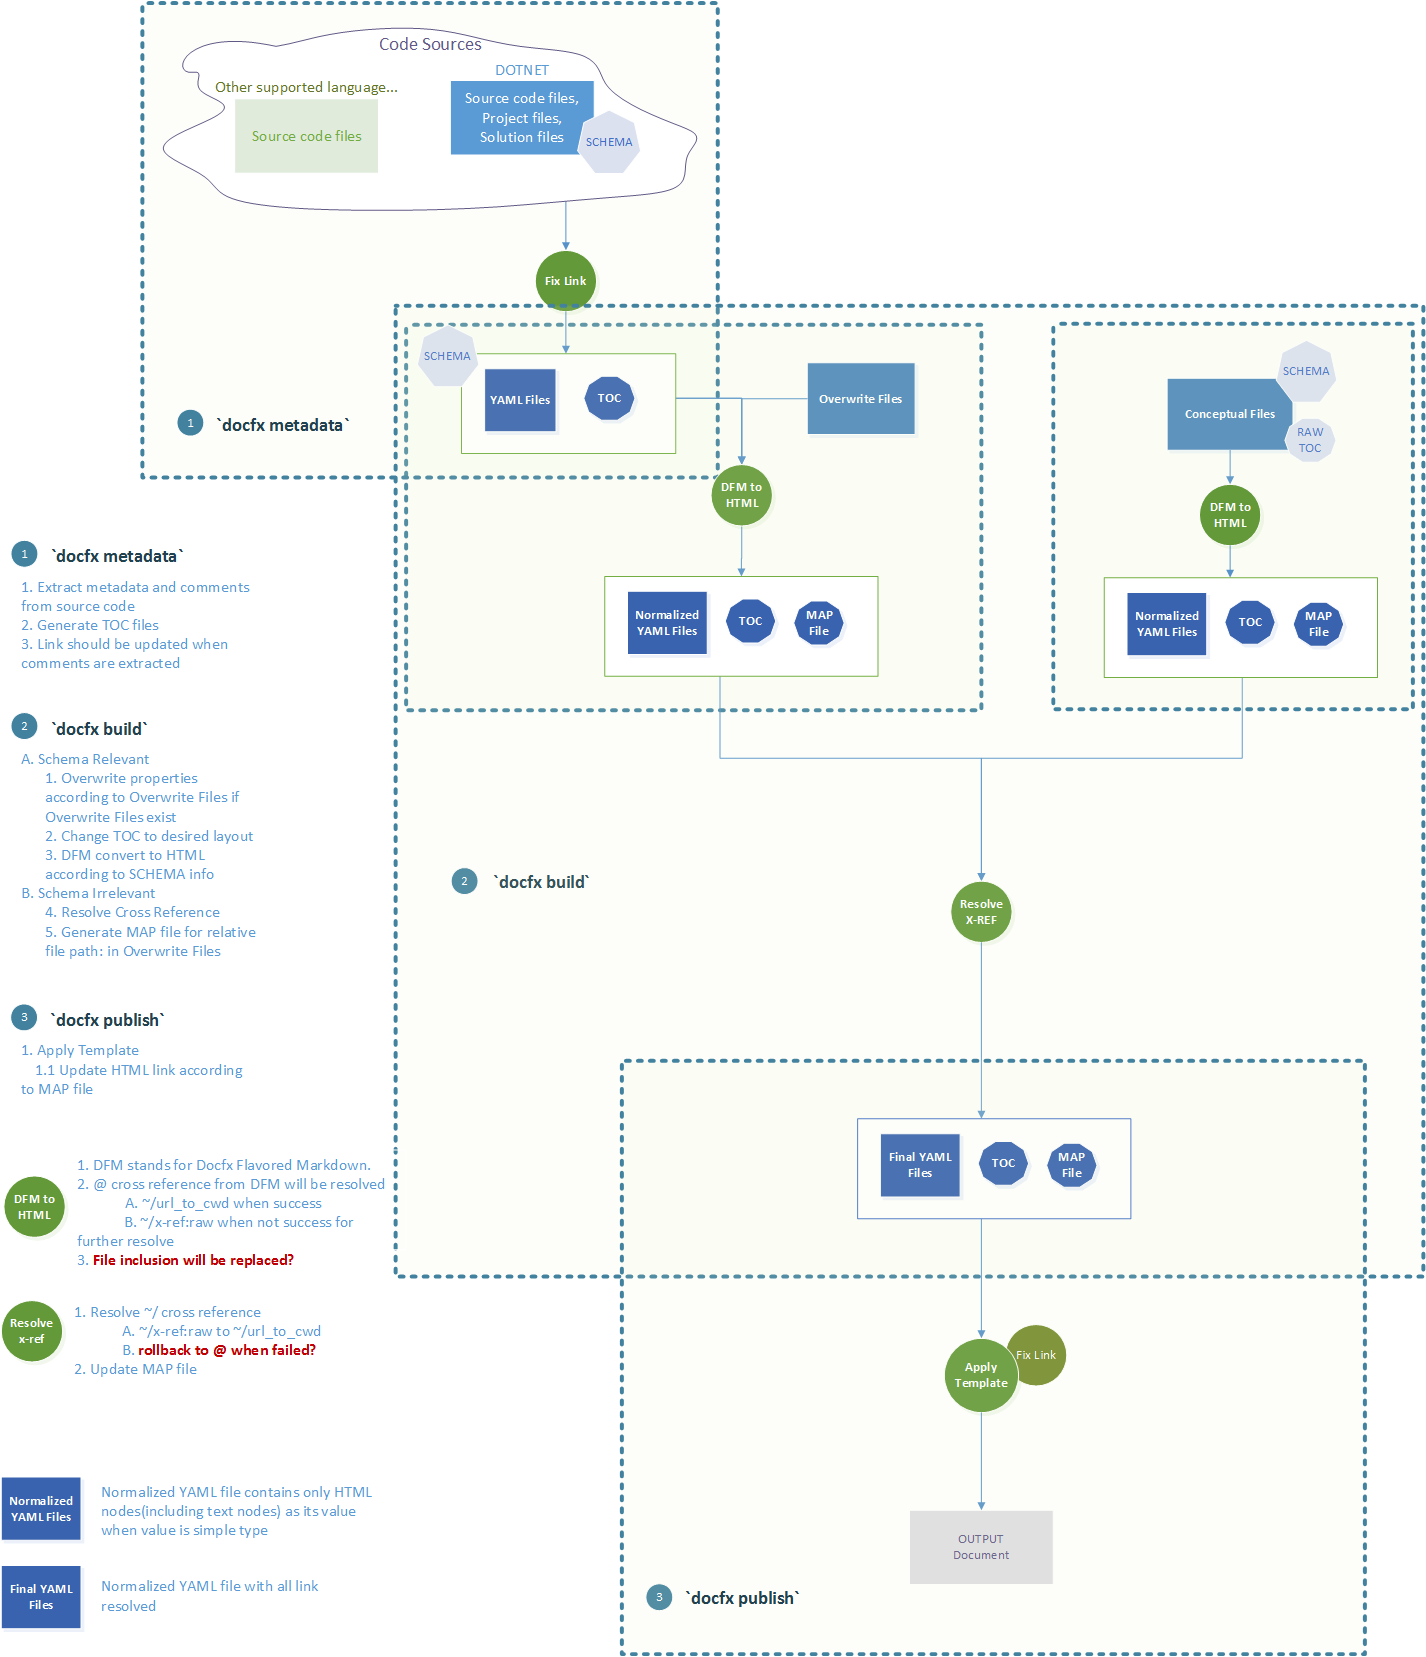 Code Sources
Other supported language...
Source code files
DOTNET
Source code files,
Project files,
Solution files
SCHEMA
Fix Link
SCHEMA
YAML Files
TOC
Overwrite Files
SCHEMA
Conceptual Files
RAW
TOC
1 `docfx metadata`
DFM to
HTML
DFM to
HTML
Normalized
YAML Files
TOC
MAP
File
Normalized
YAML Files
TOC
MAP
File
2 `docfx build`
Resolve
X-REF
Final YAML
Files
TOC
MAP
File
Apply
Template
Fix Link
OUTPUT
Document
3 `docfx publish`
1 `docfx metadata`
1. Extract metadata and comments
from source code
2. Generate TOC files
3. Link should be updated when
comments are extracted
2 `docfx build`
A. Schema Relevant
1. Overwrite properties
according to Overwrite Files if
Overwrite Files exist
2. Change TOC to desired layout
3. DFM convert to HTML
according to SCHEMA info
B. Schema Irrelevant
4. Resolve Cross Reference
5. Generate MAP file for relative
file path: in Overwrite Files
3 `docfx publish`
1. Apply Template
1.1 Update HTML link according
to MAP file
DFM to
HTML
1. DFM stands for Docfx Flavored Markdown.
2. @ cross reference from DFM will be resolved
A. ~/url_to_cwd when success
B. ~/x-ref:raw when not success for
further resolve
3. File inclusion will be replaced?
Resolve
x-ref
1. Resolve ~/ cross reference
A. ~/x-ref:raw to ~/url_to_cwd
B. rollback to @ when failed?
2. Update MAP file
Normalized
YAML Files
Normalized YAML file contains only HTML
nodes(including text nodes) as its value
when value is simple type
Final YAML
Files
Normalized YAML file with all link
resolved